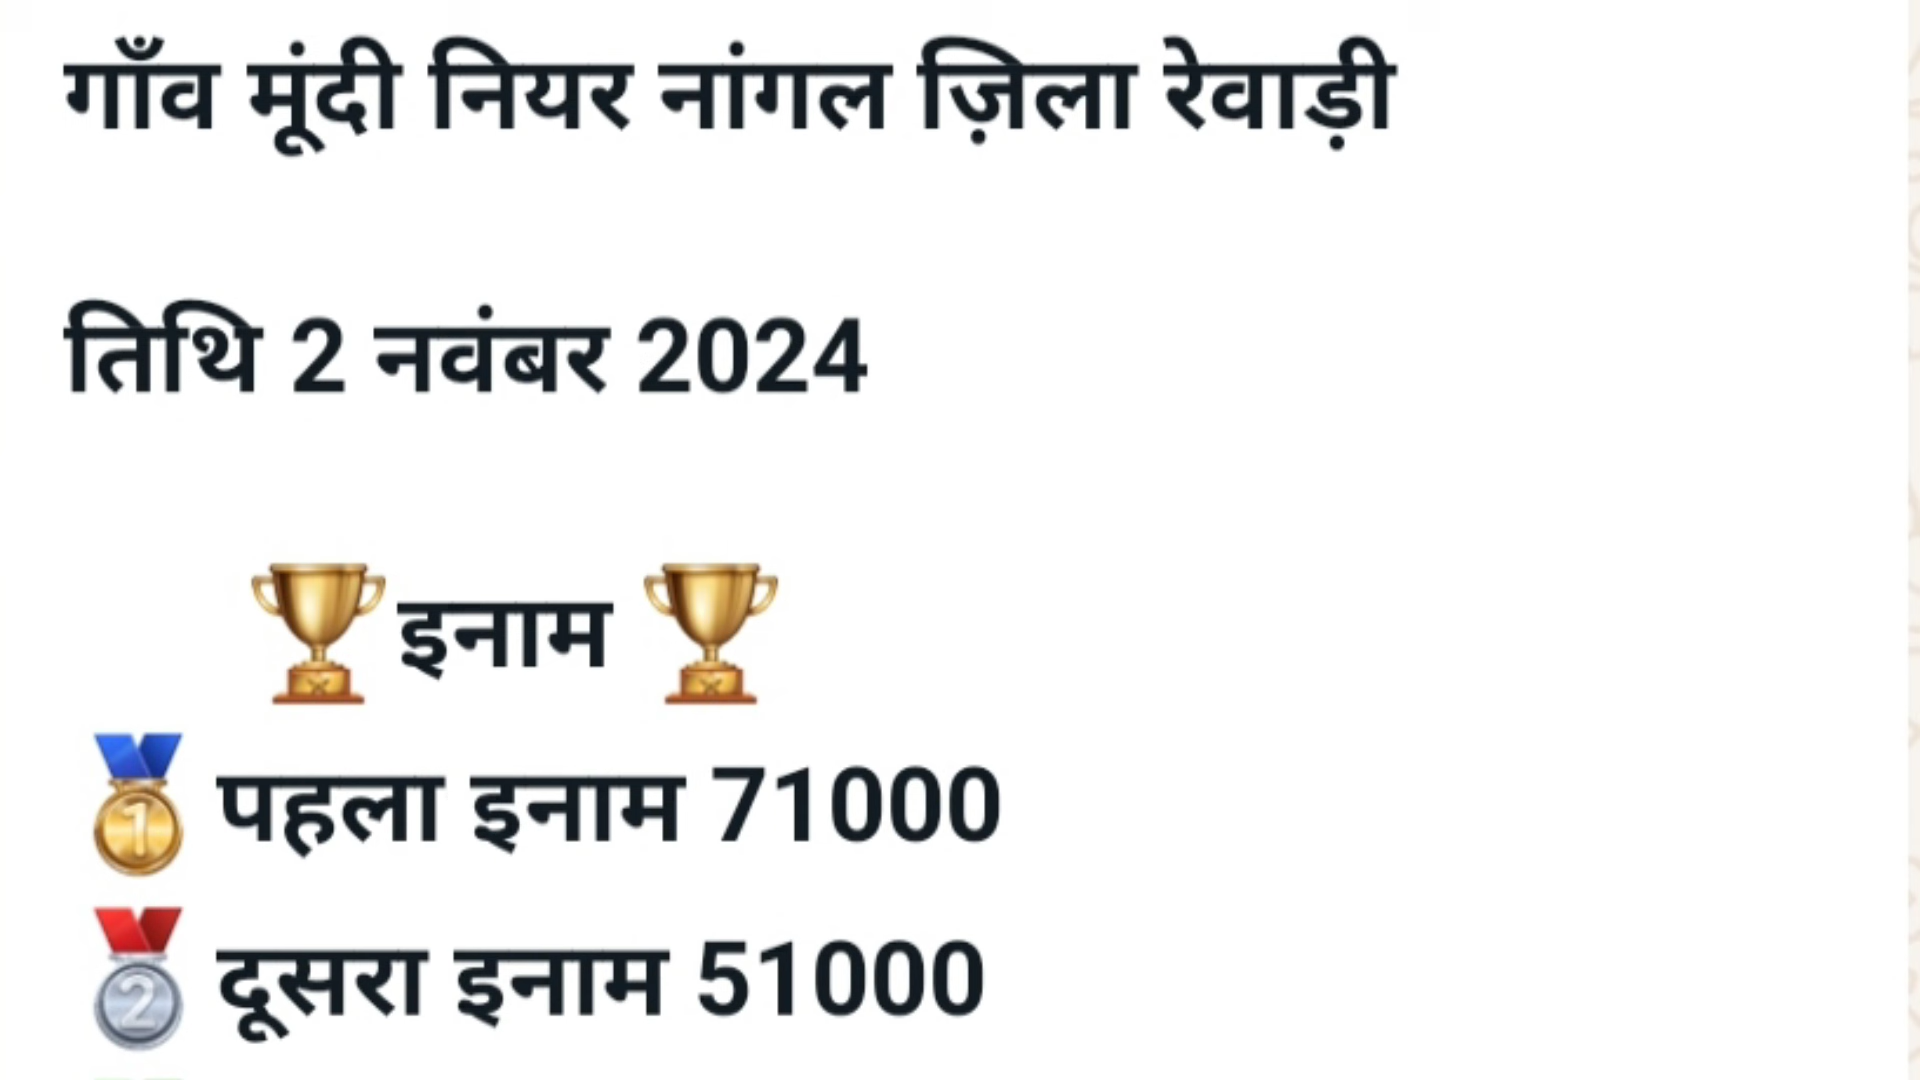 गाँव मूंदी नियर नांगल ज़िला रेवाड़ी
तिथि 2 नवंबर 2024
🏆इनाम 🏆
🥇 पहला इनाम 71000
🥈 दूसरा इनाम 51000